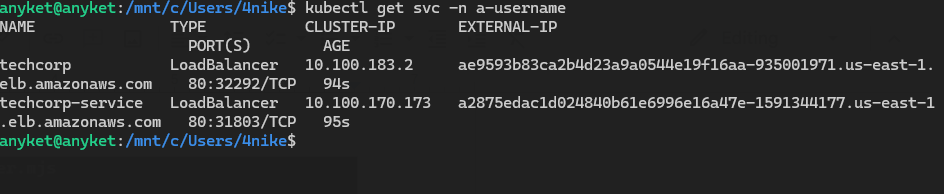 anyket@anyket:/mnt/c/Users/4nike$ kubectl get svc -n a-username
NAME TYPE CLUSTER-IP EXTERNAL-IP
PORT(S) AGE
techcorp LoadBalancer 10.100.183.2 ae9593b83ca2b4d23a9a0544e19f16aa-935001971.us-east-1.
elb.amazonaws.com 80:32292/TCP 94s
techcorp-service LoadBalancer 10.100.170.173 a2875edac1d024840b61e6996e16a47e-1591344177.us-east-1
.elb.amazonaws.com 80:31803/TCP 95s
anyket@anyket:/mnt/c/Users/4nike$